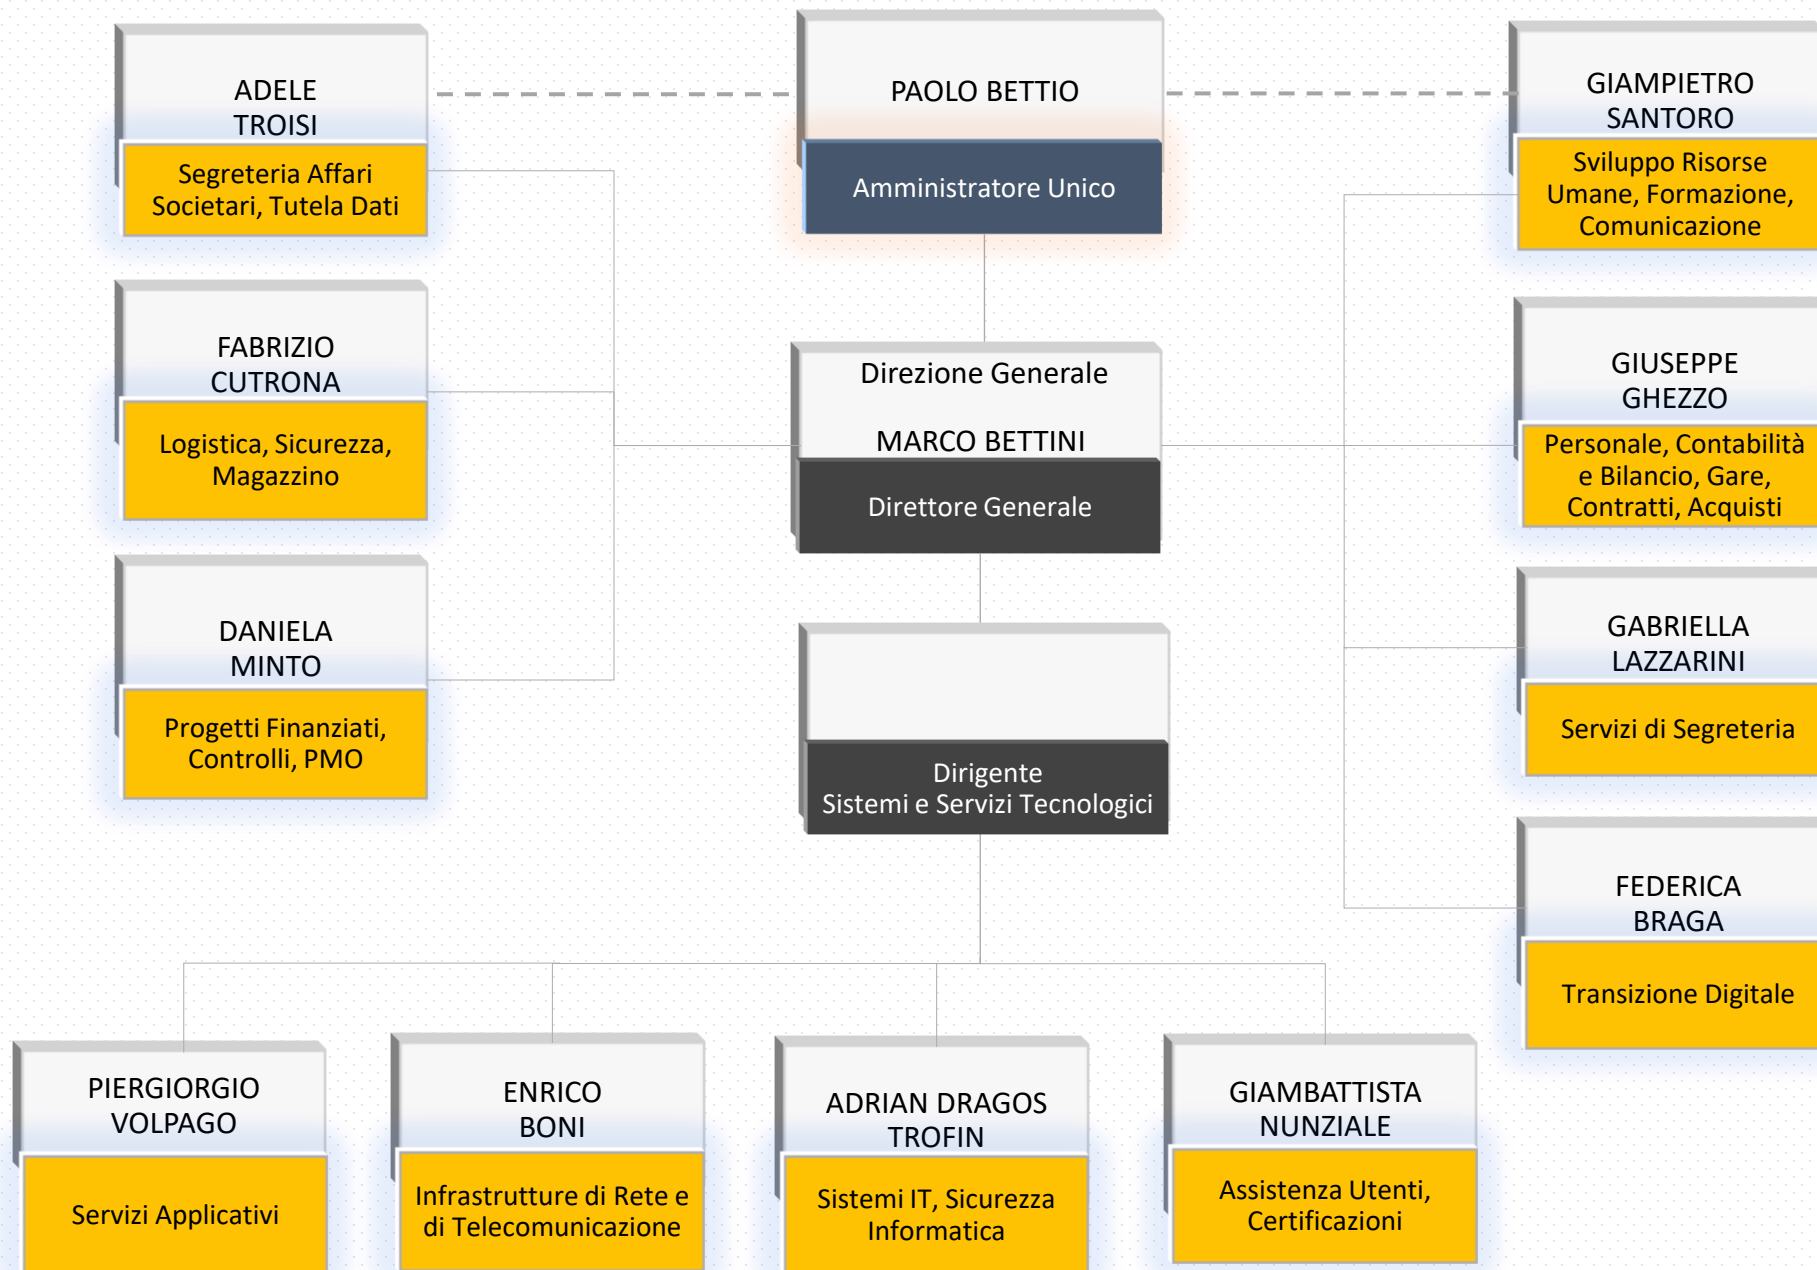 ADELE
TROISI
Segreteria Affari
Societari, Tutela Dati
PAOLO BETTIO
Amministratore Unico
GIAMPIETRO
SANTORO
Sviluppo Risorse
Umane, Formazione,
Comunicazione
FABRIZIO
CUTRONA
Logistica, Sicurezza,
Magazzino
Direzione Generale
MARCO BETTINI
Direttore Generale
GIUSEPPE
GHEZZO
Personale, Contabilità
e Bilancio, Gare,
Contratti, Acquisti
DANIELA
MINTO
Progetti Finanziati,
Controlli, PMO
Dirigente
Sistemi e Servizi Tecnologici
GABRIELLA
LAZZARINI
Servizi di Segreteria
FEDERICA
BRAGA
Transizione Digitale
PIERGIORGIO
VOLPAGO
Servizi Applicativi
ENRICO
BONI
Infrastrutture di Rete e
di Telecomunicazione
ADRIAN DRAGOS
TROFIN
Sistemi IT, Sicurezza
Informatica
GIAMBATTISTA
NUNZIALE
Assistenza Utenti,
Certificazioni